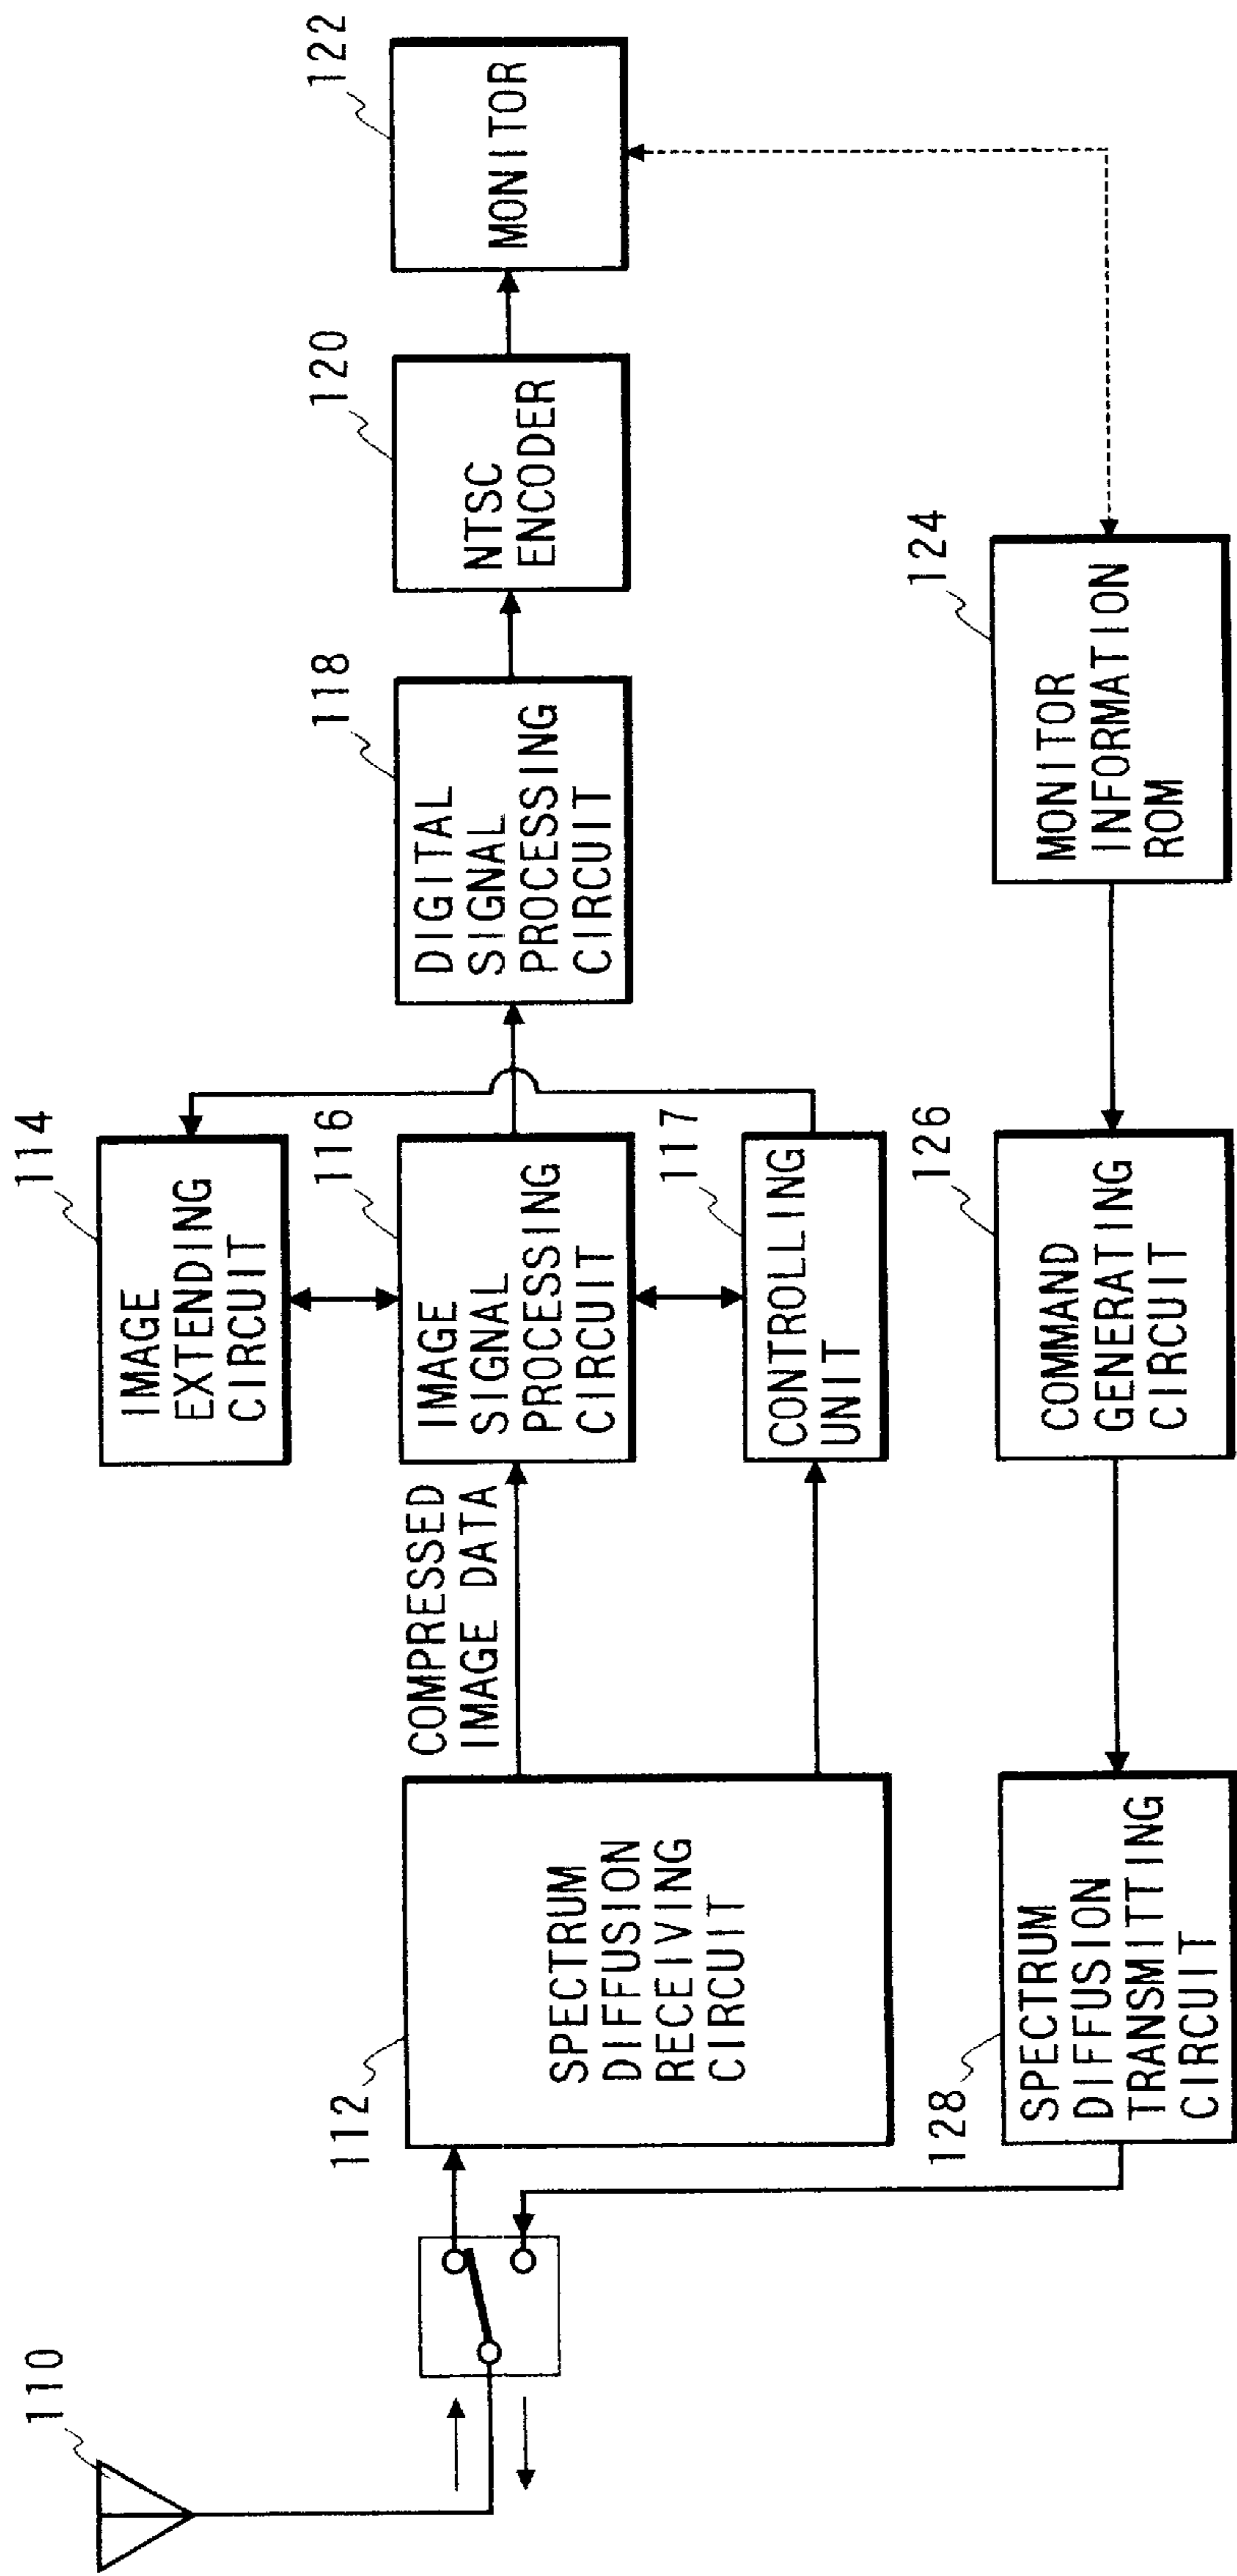 110
112
SPECTRUM
DIFFUSION
RECEIVING
CIRCUIT
COMPRESSED
IMAGE DATA
114
IMAGE
EXTENDING
CIRCUIT
116
IMAGE
SIGNAL
PROCESSING
CIRCUIT
117
CONTROLLING
UNIT
118
DIGITAL
SIGNAL
PROCESSING
CIRCUIT
120
NTSC
ENCODER
122
MONITOR
124
MONITOR
INFORMATION
ROM
126
COMMAND
GENERATING
CIRCUIT
128
SPECTRUM
DIFFUSION
TRANSMITTING
CIRCUIT